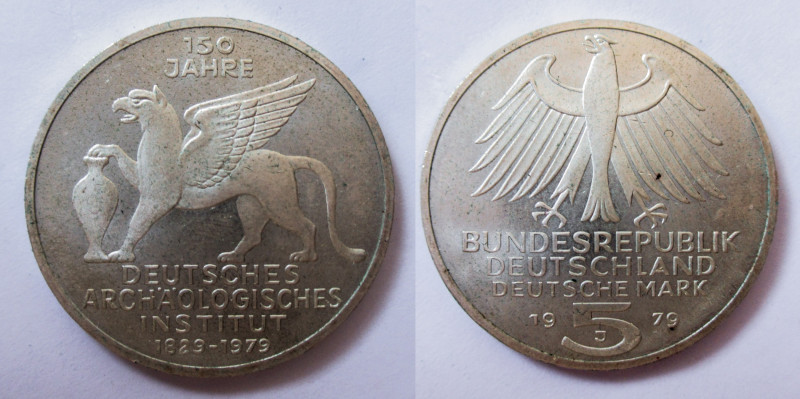 150
JAHRE
DEUTSCHES
ARCHÄOLOGISCHES
INSTITUT
1829-1979
BUNDESREPUBLIK
DEUTSCHLAND
DEUTSCHE MARK
19 5 79
J